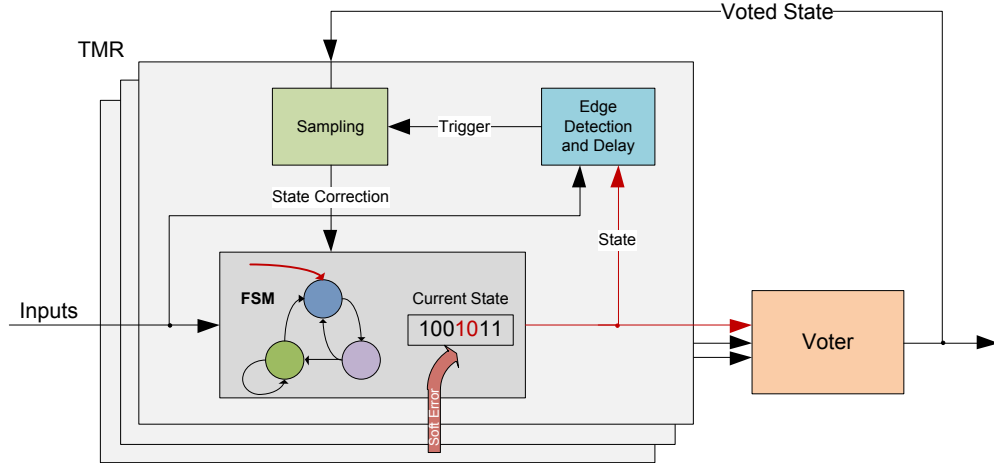 Voted State
TMR
Sampling
Trigger
Edge
Detection
and Delay
State Correction
State
Inputs
FSM
Current State
1001011
Soft Error
Voter